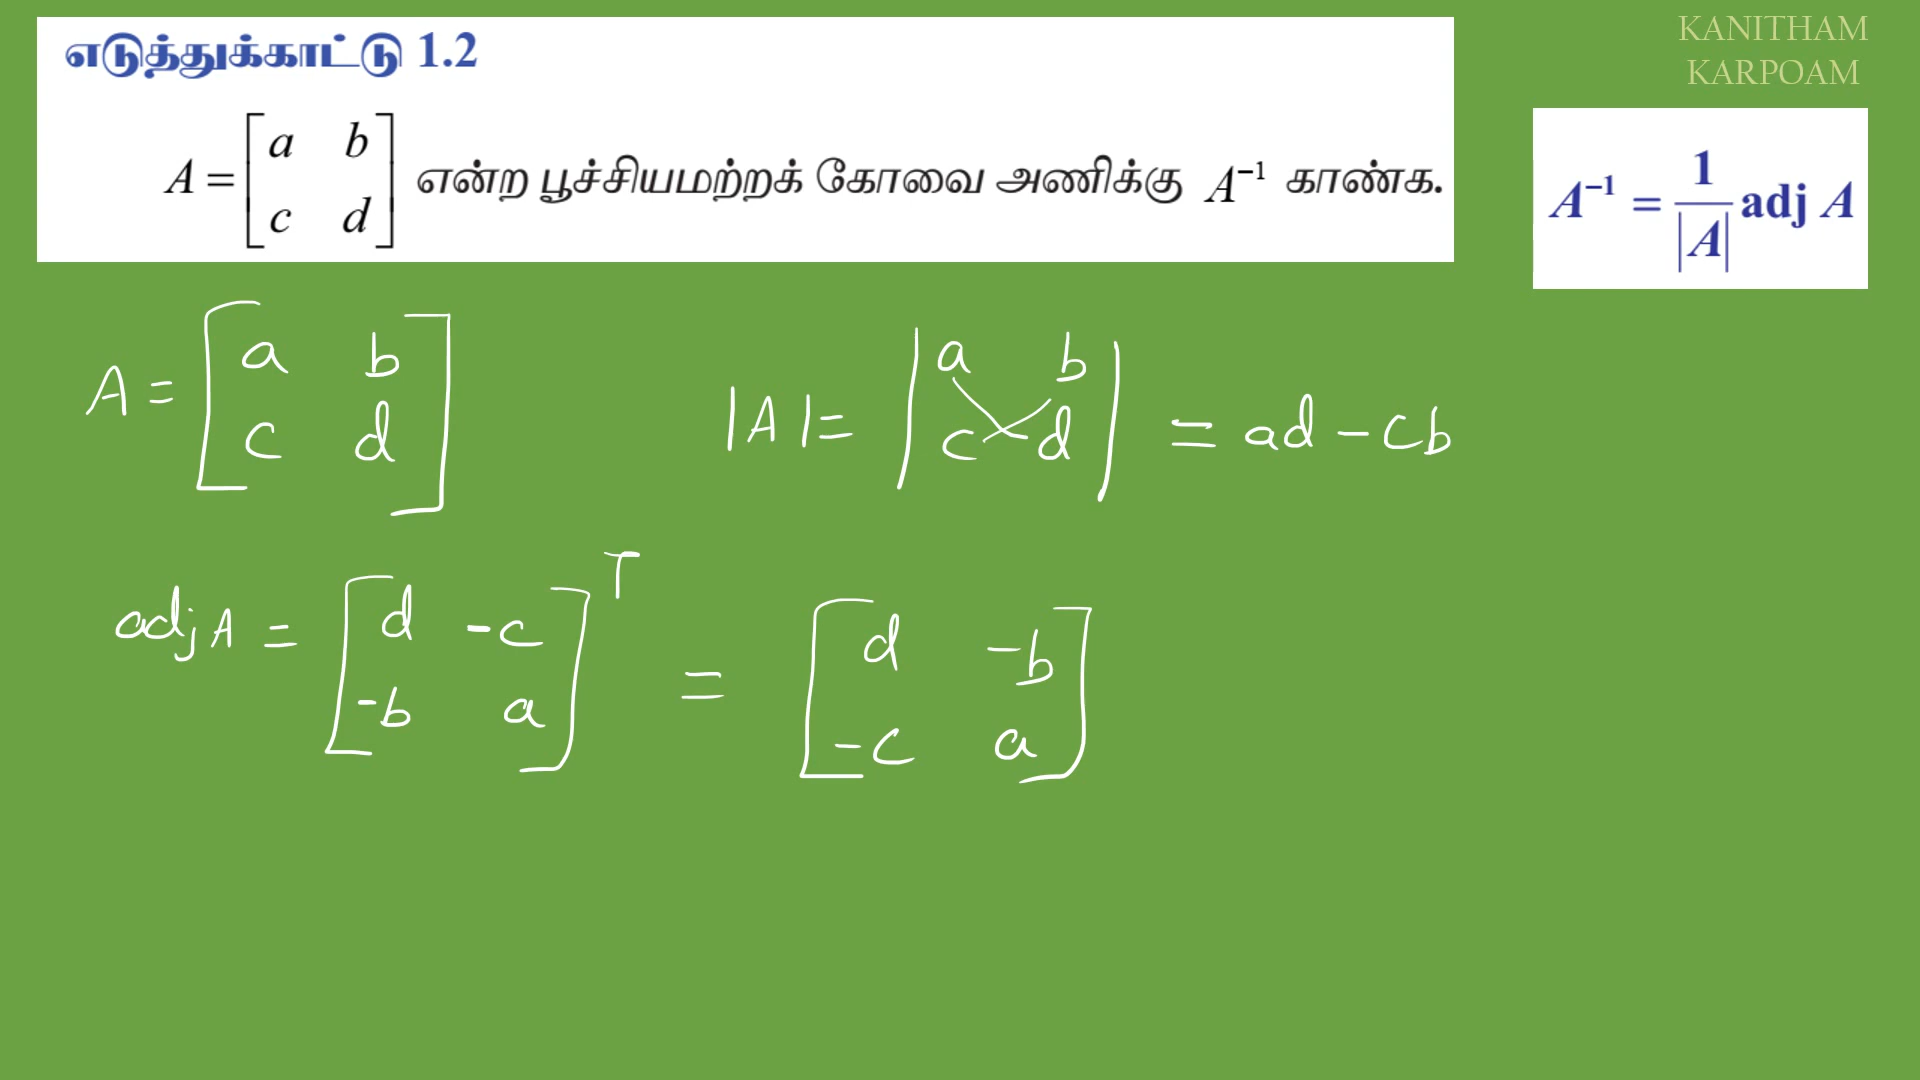 எடுத்துக்காட்டு 1.2
KANITHAM
KARPOAM
A = [a b
c d] என்ற பூச்சியமற்றக் கோவை அணிக்கு A⁻¹ காண்க.
A⁻¹ = 1/|A| adj A
A = [a b
c d]
|A| = |a b
c d| = ad - cb
adj A = [d -c
-b a]ᵀ = [d -b
-c a]